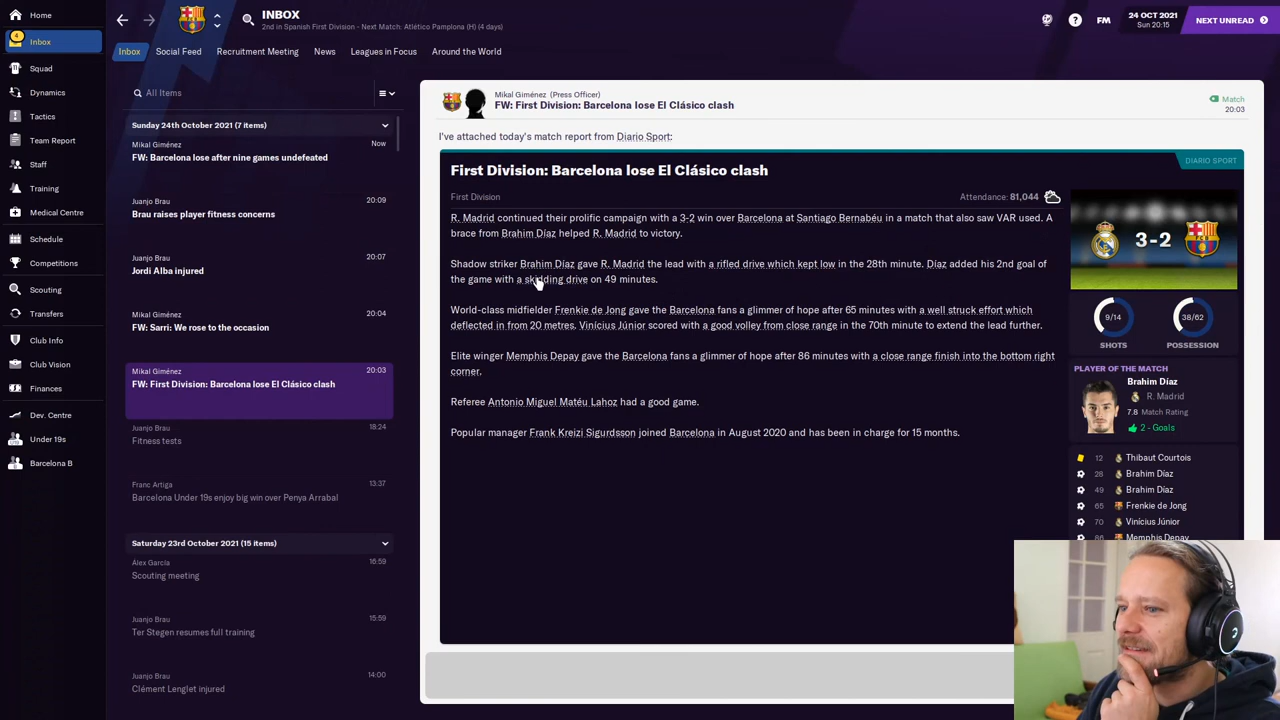 Home
INBOX
2nd in Spanish First Division - Next Match: Atlético Pamplona (H) (4 days)
FM
24 OCT 2021
Sun 20:15
NEXT UNREAD
4
Inbox
Squad
Dynamics
Tactics
Team Report
Staff
Training
Medical Centre
Schedule
Competitions
Scouting
Transfers
Club Info
Club Vision
Finances
Dev. Centre
Under 19s
Barcelona B
Inbox
Social Feed
Recruitment Meeting
News
Leagues in Focus
Around the World
All Items
Sunday 24th October 2021 (7 items)
Mikal Giménez
Now
FW: Barcelona lose after nine games undefeated
Juanjo Brau
20:09
Brau raises player fitness concerns
Juanjo Brau
20:07
Jordi Alba injured
Mikal Giménez
20:04
FW: Sarri: We rose to the occasion
Mikal Giménez
20:03
FW: First Division: Barcelona lose El Clásico clash
Juanjo Brau
18:24
Fitness tests
Franc Artiga
13:37
Barcelona Under 19s enjoy big win over Penya Arrabal
Saturday 23rd October 2021 (15 items)
Álex García
16:59
Scouting meeting
Juanjo Brau
15:59
Ter Stegen resumes full training
Juanjo Brau
14:00
Clément Lenglet injured
Mikal Giménez (Press Officer)
FW: First Division: Barcelona lose El Clásico clash
Match
20:03
I've attached today's match report from Diario Sport:
DIARIO SPORT
First Division: Barcelona lose El Clásico clash
First Division
Attendance: 81,044
R. Madrid continued their prolific campaign with a 3-2 win over Barcelona at Santiago Bernabéu in a match that also saw VAR used. A
brace from Brahim Díaz helped R. Madrid to victory.
Shadow striker Brahim Díaz gave R. Madrid the lead with a rifled drive which kept low in the 28th minute. Díaz added his 2nd goal of
the game with a skidding drive on 49 minutes.
World-class midfielder Frenkie de Jong gave the Barcelona fans a glimmer of hope after 65 minutes with a well struck effort which
deflected in from 20 metres. Vinícius Júnior scored with a good volley from close range in the 70th minute to extend the lead further.
Elite winger Memphis Depay gave the Barcelona fans a glimmer of hope after 86 minutes with a close range finish into the bottom right
corner.
Referee Antonio Miguel Matéu Lahoz had a good game.
Popular manager Frank Kreizi Sigurdsson joined Barcelona in August 2020 and has been in charge for 15 months.
3-2
9/14
38/62
SHOTS
POSSESSION
PLAYER OF THE MATCH
Brahim Díaz
R. Madrid
7.8 Match Rating
2 - Goals
12 Thibaut Courtois
28 Brahim Díaz
49 Brahim Díaz
65 Frenkie de Jong
70 Vinícius Júnior
86 Memphis Depay